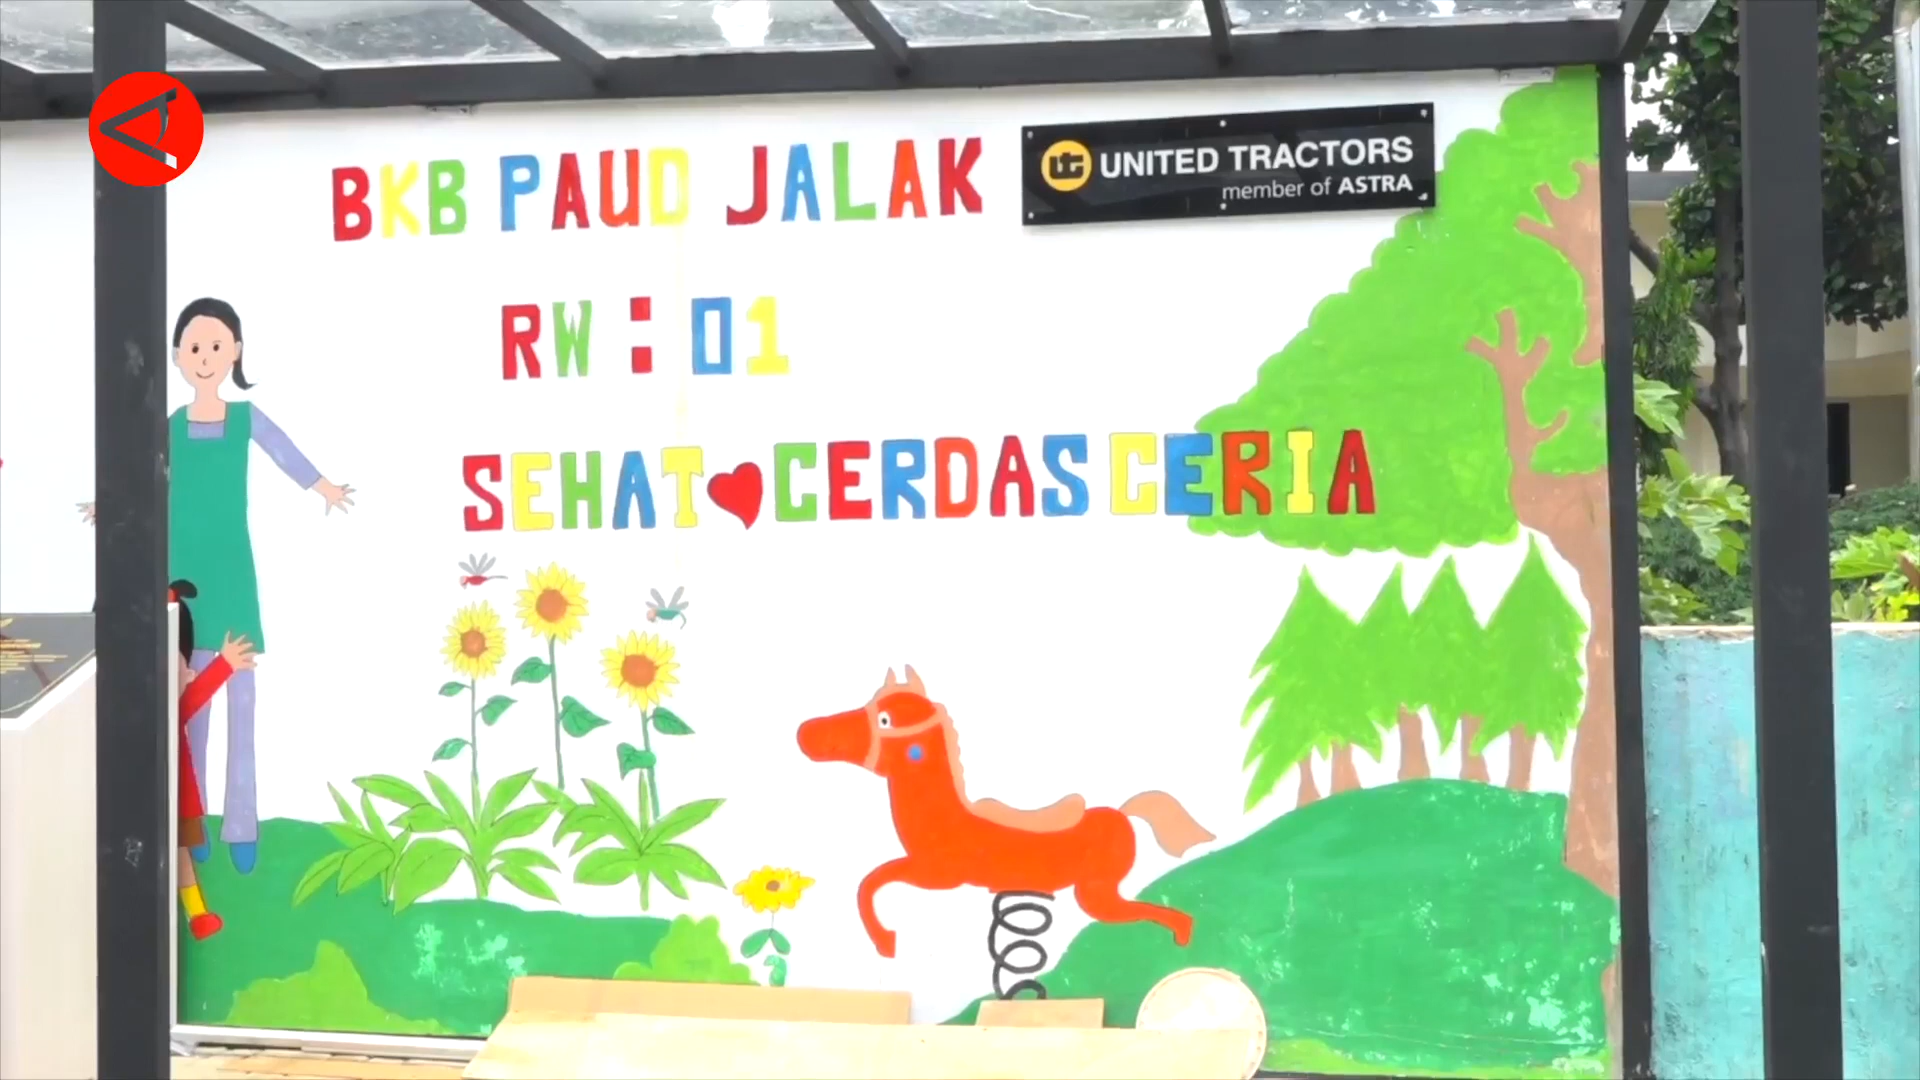 BKB PAUD JALAK
UNITED TRACTORS
member of ASTRA
RW : 01
SEHAT CERDAS CERIA